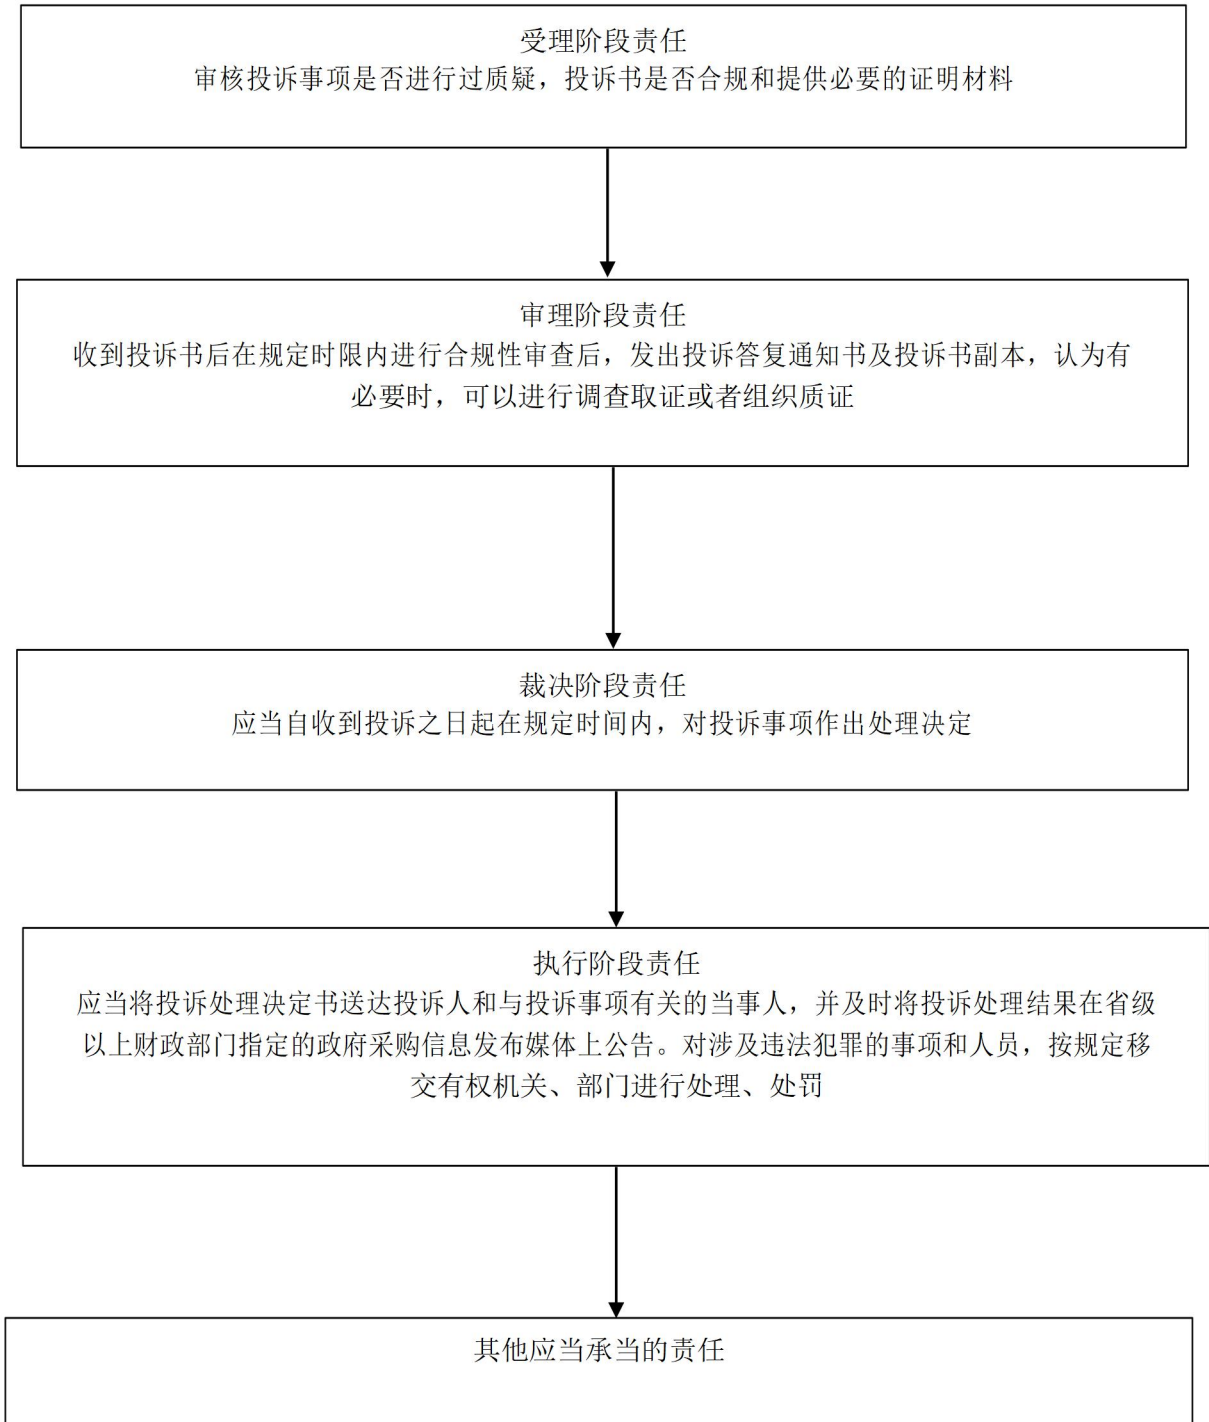 受理阶段责任
审核投诉事项是否进行过质疑，投诉书是否合规和提供必要的证明材料
审理阶段责任
收到投诉书后在规定时限内进行合规性审查后，发出投诉答复通知书及投诉书副本，认为有
必要时，可以进行调查取证或者组织质证
裁决阶段责任
应当自收到投诉之日起在规定时间内，对投诉事项作出处理决定
执行阶段责任
应当将投诉处理决定书送达投诉人和与投诉事项有关的当事人，并及时将投诉处理结果在省级
以上财政部门指定的政府采购信息发布媒体上公告。对涉及违法犯罪的事项和人员，按规定移
交有权机关、部门进行处理、处罚
其他应当承当的责任